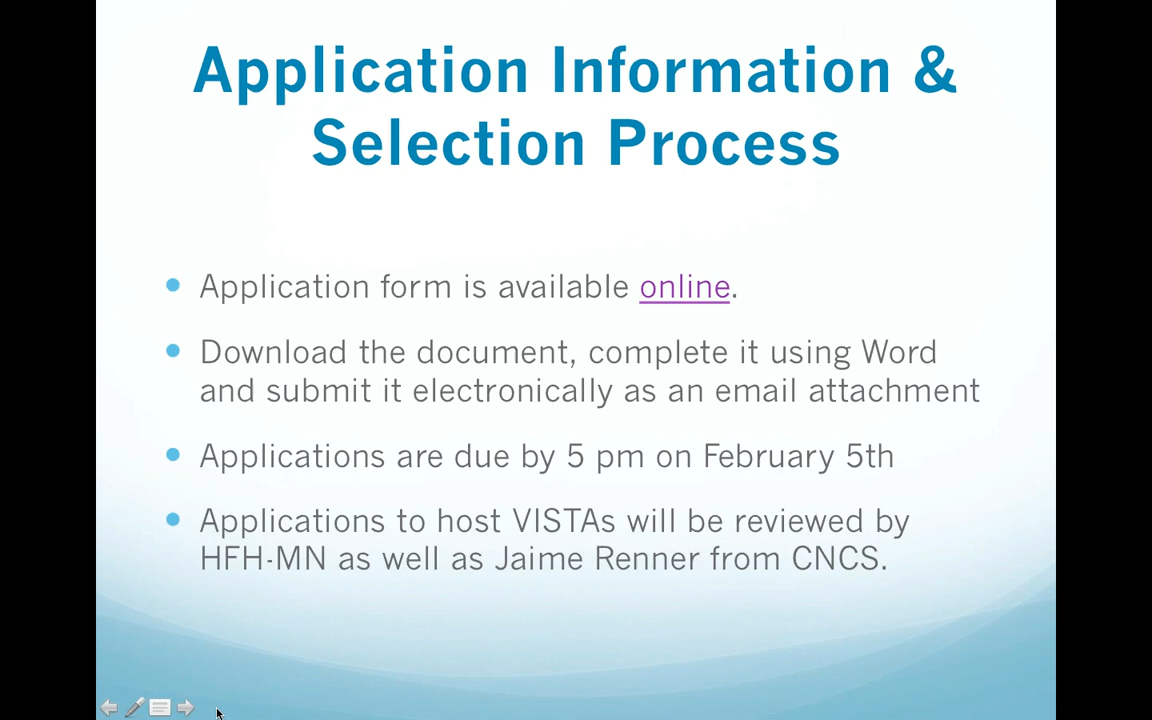 Application Information &
Selection Process
Application form is available online.
Download the document, complete it using Word
and submit it electronically as an email attachment
Applications are due by 5 pm on February 5th
Applications to host VISTAs will be reviewed by
HFH-MN as well as Jaime Renner from CNCS.